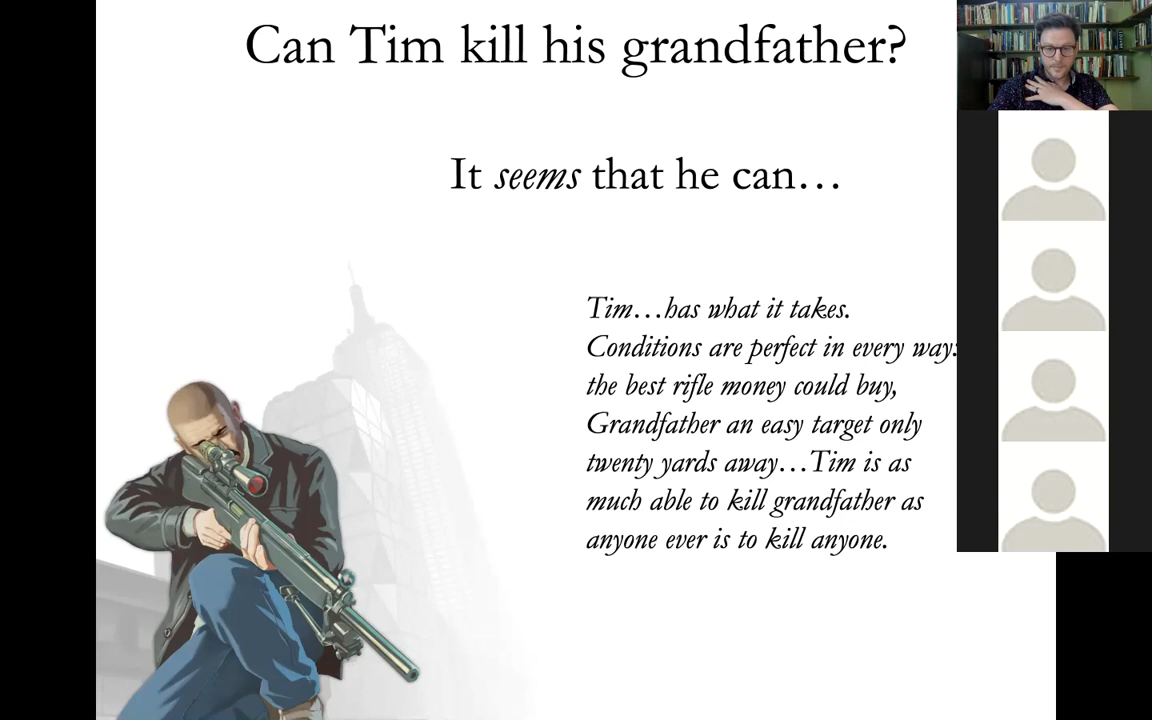 Can Tim kill his grandfather?
It seems that he can…
Tim…has what it takes.
Conditions are perfect in every way:
the best rifle money could buy,
Grandfather an easy target only
twenty yards away…Tim is as
much able to kill grandfather as
anyone ever is to kill anyone.